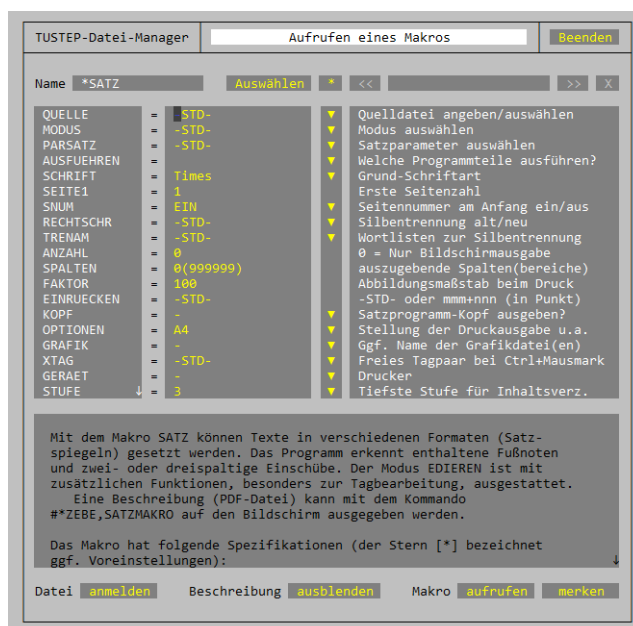 TUSTEP-Datei-Manager Aufrufen eines Makros Beenden
Name *SATZ Auswählen * << >> X
QUELLE = -STD- ▼ Quelldatei angeben/auswählen
MODUS = -STD- ▼ Modus auswählen
PARSATZ = -STD- ▼ Satzparameter auswählen
AUSFUEHREN = ▼ Welche Programmteile ausführen?
SCHRIFT = Times ▼ Grund-Schriftart
SEITE1 = 1 Erste Seitenzahl
SNUM = EIN ▼ Seitennummer am Anfang ein/aus
RECHTSCHR = -STD- ▼ Silbentrennung alt/neu
TRENAM = -STD- ▼ Wortlisten zur Silbentrennung
ANZAHL = 0 0 = Nur Bildschirmausgabe
SPALTEN = 0(999999) auszugebende Spalten(bereiche)
FAKTOR = 100 Abbildungsmaßstab beim Druck
EINRUECKEN = -STD- -STD- oder mmm+nnn (in Punkt)
KOPF = - ▼ Satzprogramm-Kopf ausgeben?
OPTIONEN = A4 ▼ Stellung der Druckausgabe u.a.
GRAFIK = - ▼ Ggf. Name der Grafikdatei(en)
XTAG = -STD- ▼ Freies Tagpaar bei Ctrl+Mausmark
GERAET = - ▼ Drucker
STUFE ↓ = 3 ▼ Tiefste Stufe für Inhaltsverz.
Mit dem Makro SATZ können Texte in verschiedenen Formaten (Satz-
spiegeln) gesetzt werden. Das Programm erkennt enthaltene Fußnoten
und zwei- oder dreispaltige Einschübe. Der Modus EDIEREN ist mit
zusätzlichen Funktionen, besonders zur Tagbearbeitung, ausgestattet.
Eine Beschreibung (PDF-Datei) kann mit dem Kommando
#*ZEBE,SATZMAKRO auf den Bildschirm ausgegeben werden.
Das Makro hat folgende Spezifikationen (der Stern [*] bezeichnet
ggf. Voreinstellungen): ↓
Datei anmelden Beschreibung ausblenden Makro aufrufen merken